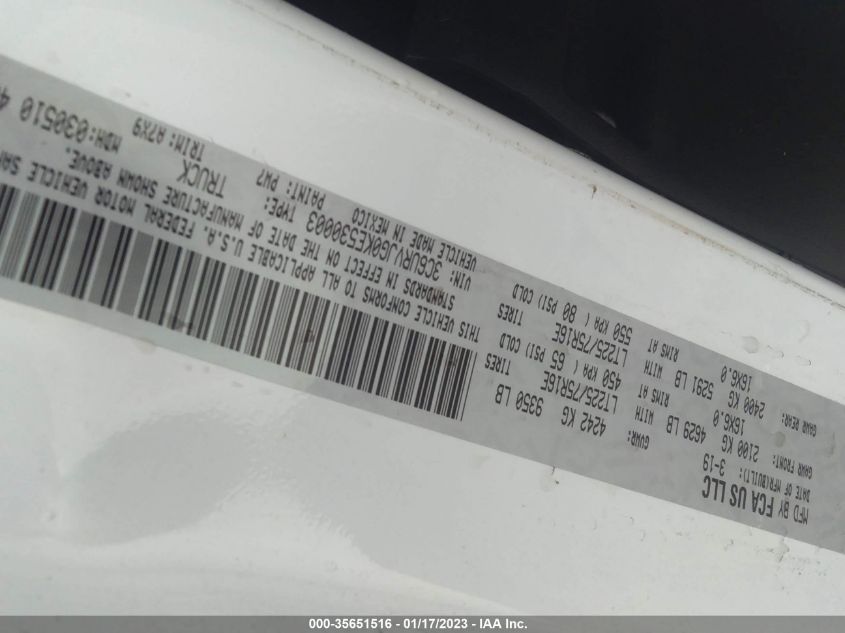 MFD BY FCA US LLC
DATE OF MFR(BUILT): 3-19
GVWR: 4242 KG 9350 LB
GAWR FRONT: 2100 KG 4629 LB WITH LT225/75R16E TIRES
16X6.0 RIMS AT 450 KPA ( 65 PSI) COLD
GAWR REAR: 2400 KG 5291 LB WITH LT225/75R16E TIRES
16X6.0 RIMS AT 550 KPA ( 80 PSI) COLD
THIS VEHICLE CONFORMS TO ALL APPLICABLE U.S.A. FEDERAL MOTOR VEHICLE
STANDARDS IN EFFECT ON THE DATE OF MANUFACTURE SHOWN ABOVE.
VIN: 3C6URVJG0KE530003 TYPE: TRUCK
VEHICLE MADE IN MEXICO PAINT: PW7 TRIM: A7X9
MDH:030510
000-35651516 - 01/17/2023 - IAA Inc.